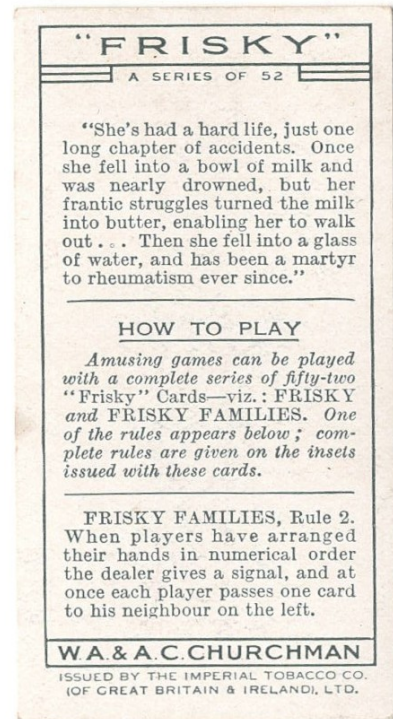 "FRISKY"
A SERIES OF 52
"She's had a hard life, just one
long chapter of accidents. Once
she fell into a bowl of milk and
was nearly drowned, but her
frantic struggles turned the milk
into butter, enabling her to walk
out... Then she fell into a glass
of water, and has been a martyr
to rheumatism ever since."
HOW TO PLAY
Amusing games can be played
with a complete series of fifty-two
"Frisky" Cards—viz.: FRISKY
and FRISKY FAMILIES. One
of the rules appears below; com-
plete rules are given on the insets
issued with these cards.
FRISKY FAMILIES, Rule 2.
When players have arranged
their hands in numerical order
the dealer gives a signal, and at
once each player passes one card
to his neighbour on the left.
W.A. & A.C. CHURCHMAN
ISSUED BY THE IMPERIAL TOBACCO CO.
(OF GREAT BRITAIN & IRELAND), LTD.